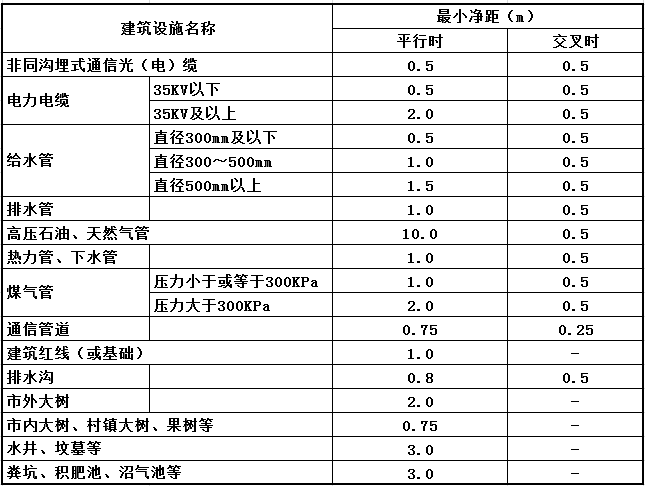 建筑设施名称 最小净距（m）
平行时 交叉时
非同沟埋式通信光（电）缆 0.5 0.5
电力电缆 35KV以下 0.5 0.5
35KV及以上 2.0 0.5
给水管 直径300mm及以下 0.5 0.5
直径300～500mm 1.0 0.5
直径500mm以上 1.5 0.5
排水管 1.0 0.5
高压石油、天然气管 10.0 0.5
热力管、下水管 1.0 0.5
煤气管 压力小于或等于300KPa 1.0 0.5
压力大于300KPa 2.0 0.5
通信管道 0.75 0.25
建筑红线（或基础） 1.0 -
排水沟 0.8 0.5
市外大树 2.0 -
市内大树、村镇大树、果树等 0.75 -
水井、坟墓等 3.0 -
粪坑、积肥池、沼气池等 3.0 -